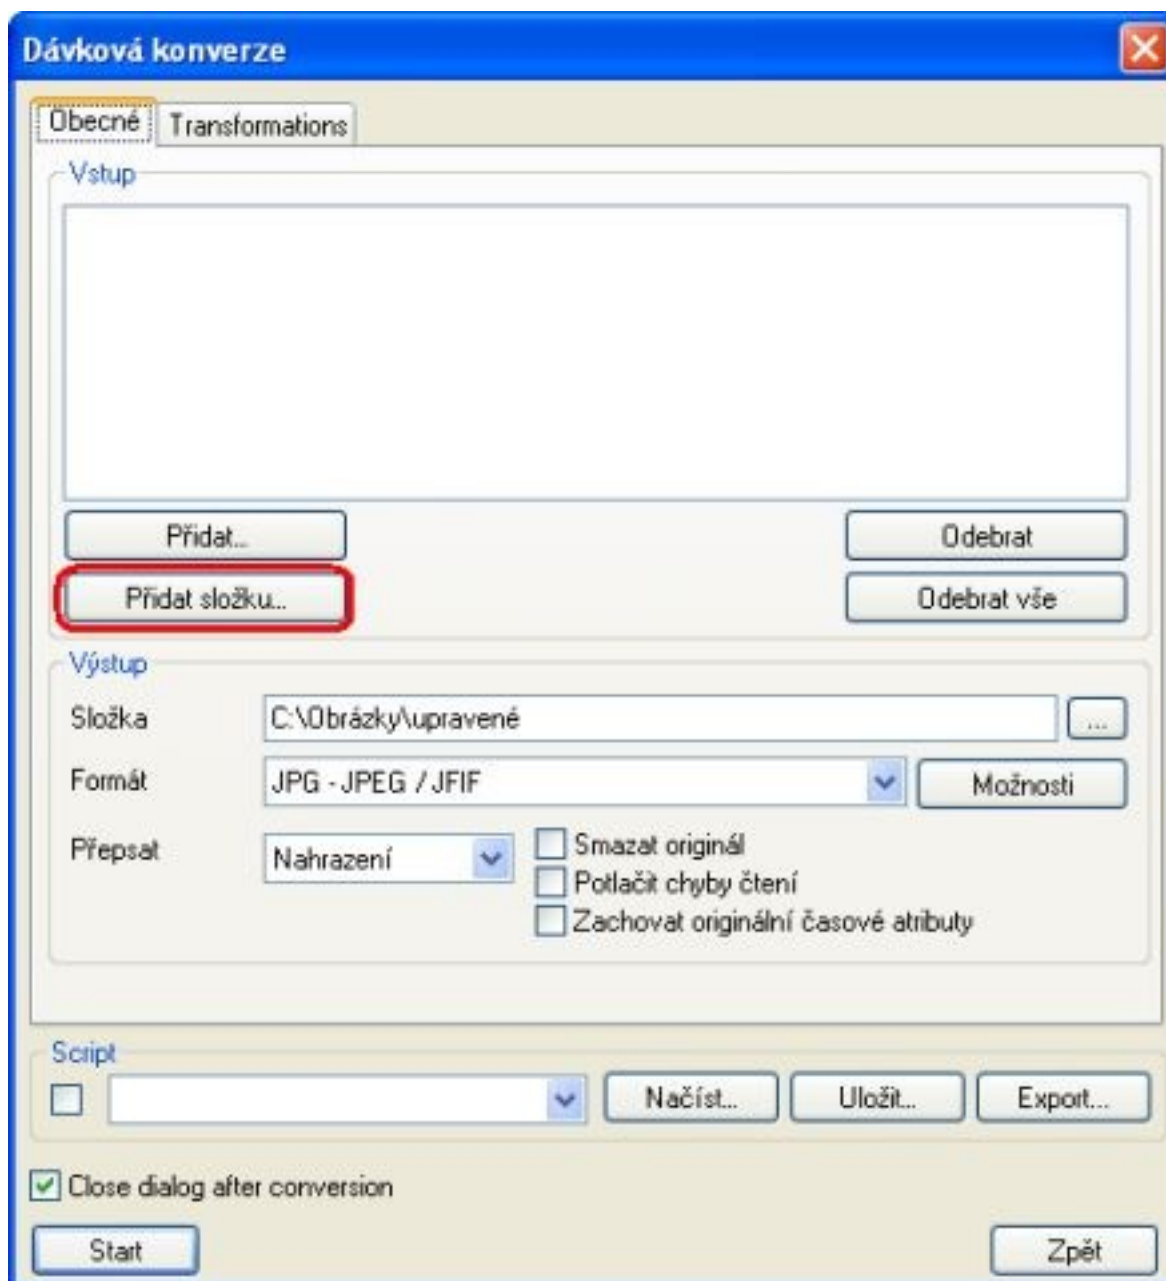 Dávková konverze
Obecné Transformations
Vstup
Přidat... Odebrat
Přidat složku... Odebrat vše
Výstup
Složka C:\Obrázky\upravené ...
Formát JPG - JPEG / JFIF Možnosti
Přepsat Nahrazení Smazat originál
Potlačit chyby čtení
Zachovat originální časové atributy
Script
Načíst... Uložit... Export...
Close dialog after conversion
Start Zpět